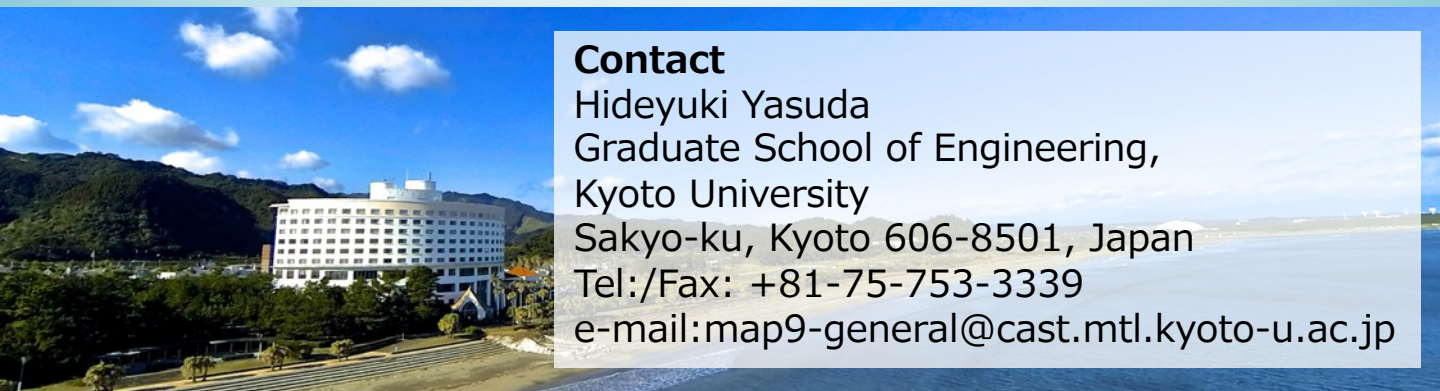 Contact
Hideyuki Yasuda
Graduate School of Engineering,
Kyoto University
Sakyo-ku, Kyoto 606-8501, Japan
Tel:/Fax: +81-75-753-3339
e-mail:map9-general@cast.mtl.kyoto-u.ac.jp